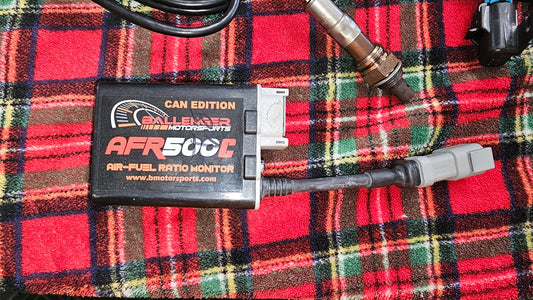 CAN EDITION
BALLENGER
MOTORSPORTS
AFR500C
AIR-FUEL RATIO MONITOR
www.bmotorsports.com